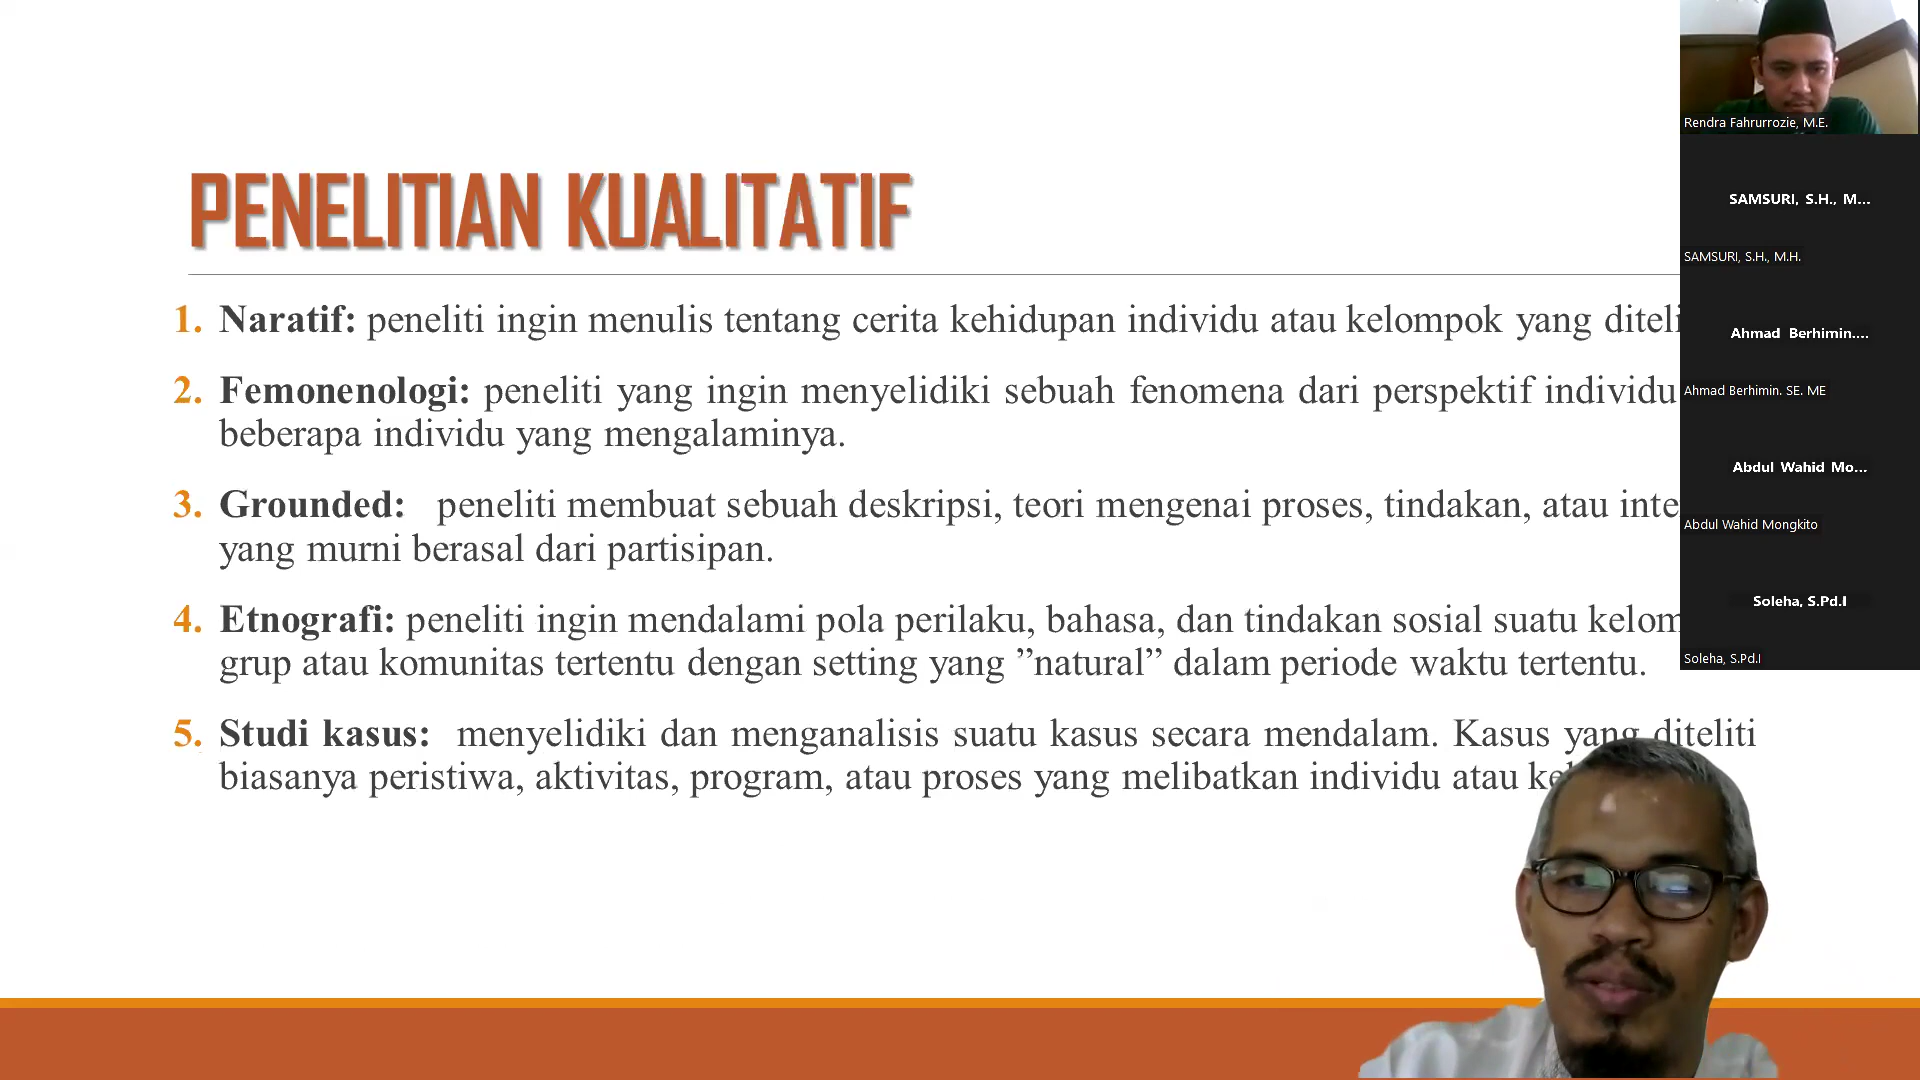 PENELITIAN KUALITATIF
1. Naratif: peneliti ingin menulis tentang cerita kehidupan individu atau kelompok yang
2. Femonenologi: peneliti yang ingin menyelidiki sebuah fenomena dari perspektif individu
beberapa individu yang mengalaminya.
3. Grounded: peneliti membuat sebuah deskripsi, teori mengenai proses, tindakan, atau
yang murni berasal dari partisipan.
4. Etnografi: peneliti ingin mendalami pola perilaku, bahasa, dan tindakan sosial suatu
grup atau komunitas tertentu dengan setting yang ”natural” dalam periode waktu tertentu.
5. Studi kasus: menyelidiki dan menganalisis suatu kasus secara mendalam. Kasus yang diteliti
biasanya peristiwa, aktivitas, program, atau proses yang melibatkan individu atau
Rendra Fahrurrozie, M.E.
SAMSURI, S.H., M...
SAMSURI, S.H., M.H.
Ahmad Berhimin....
Ahmad Berhimin. SE. ME
Abdul Wahid Mo...
Abdul Wahid Mongkito
Soleha, S.Pd.I
Soleha, S.Pd.I